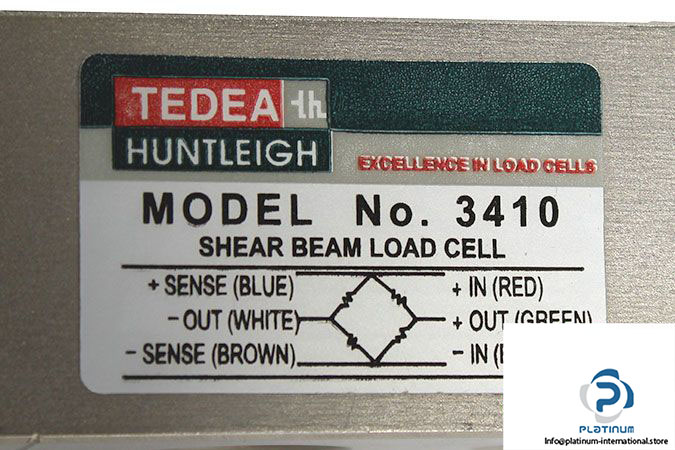 TEDEA
HUNTLEIGH
EXCELLENCE IN LOAD CELLS
MODEL No. 3410
SHEAR BEAM LOAD CELL
+ SENSE (BLUE) + IN (RED)
- OUT (WHITE) + OUT (GREEN)
- SENSE (BROWN) - IN (
PLATINUM
Info@platinum-international.store